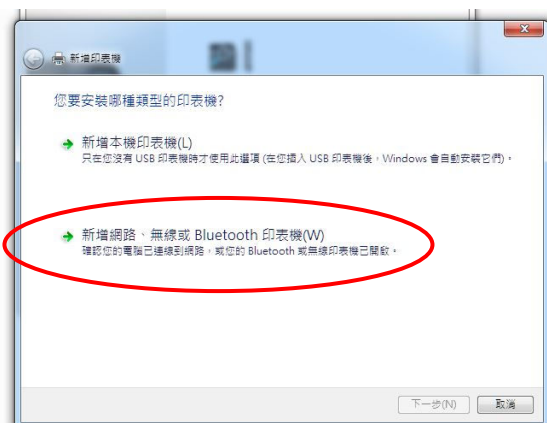 新增印表機
您要安裝哪種類型的印表機?
新增本機印表機(L)
只在您沒有 USB 印表機時才使用此選項 (在您插入 USB 印表機後，Windows 會自動安裝它們)。
新增網路、無線或 Bluetooth 印表機(W)
確認您的電腦已連線到網路，或您的 Bluetooth 或無線印表機已開啟。
下一步(N)
取消